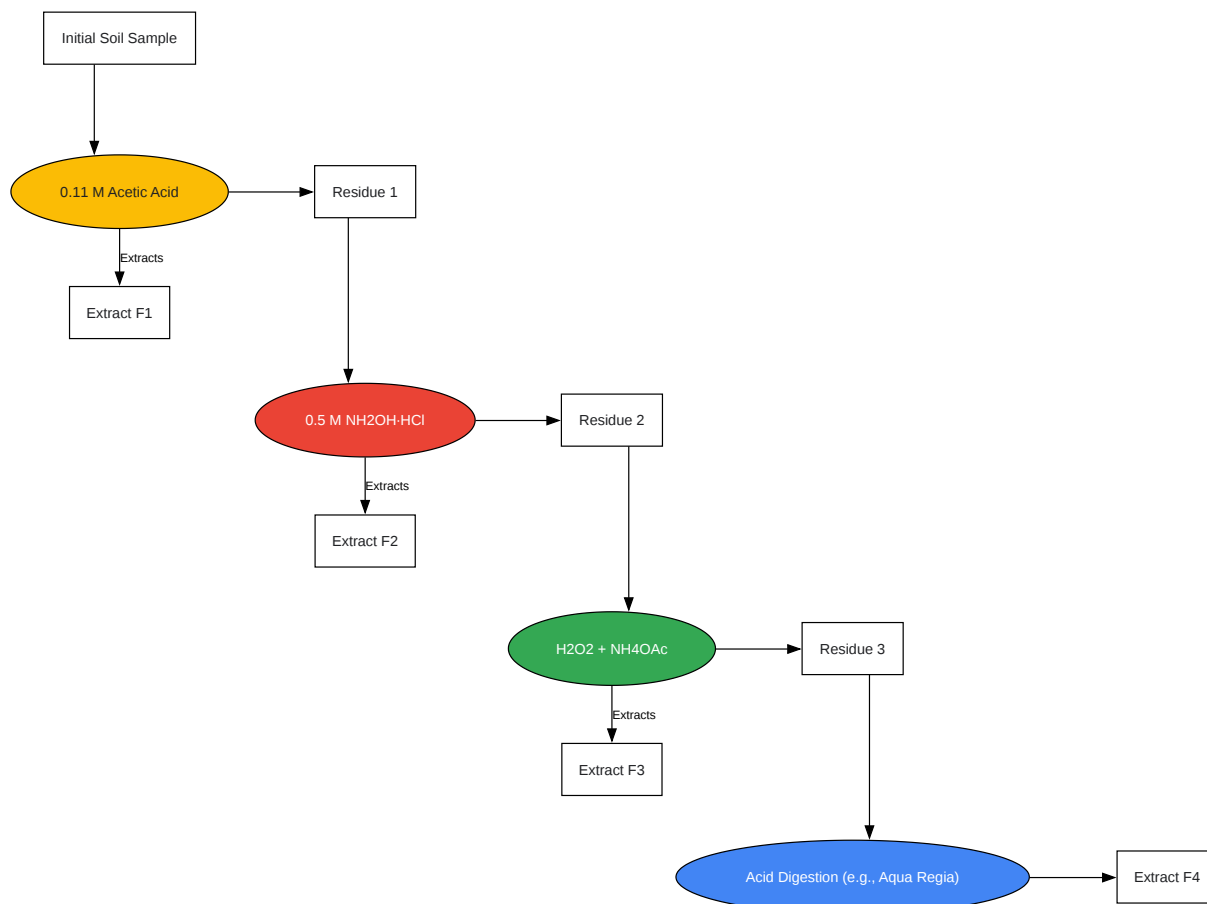 Initial Soil Sample
0.11 M Acetic Acid
Residue 1
Extracts
Extract F1
0.5 M NH2OH·HCl
Residue 2
Extracts
Extract F2
H2O2 + NH4OAc
Residue 3
Extracts
Extract F3
Acid Digestion (e.g., Aqua Regia)
Extract F4